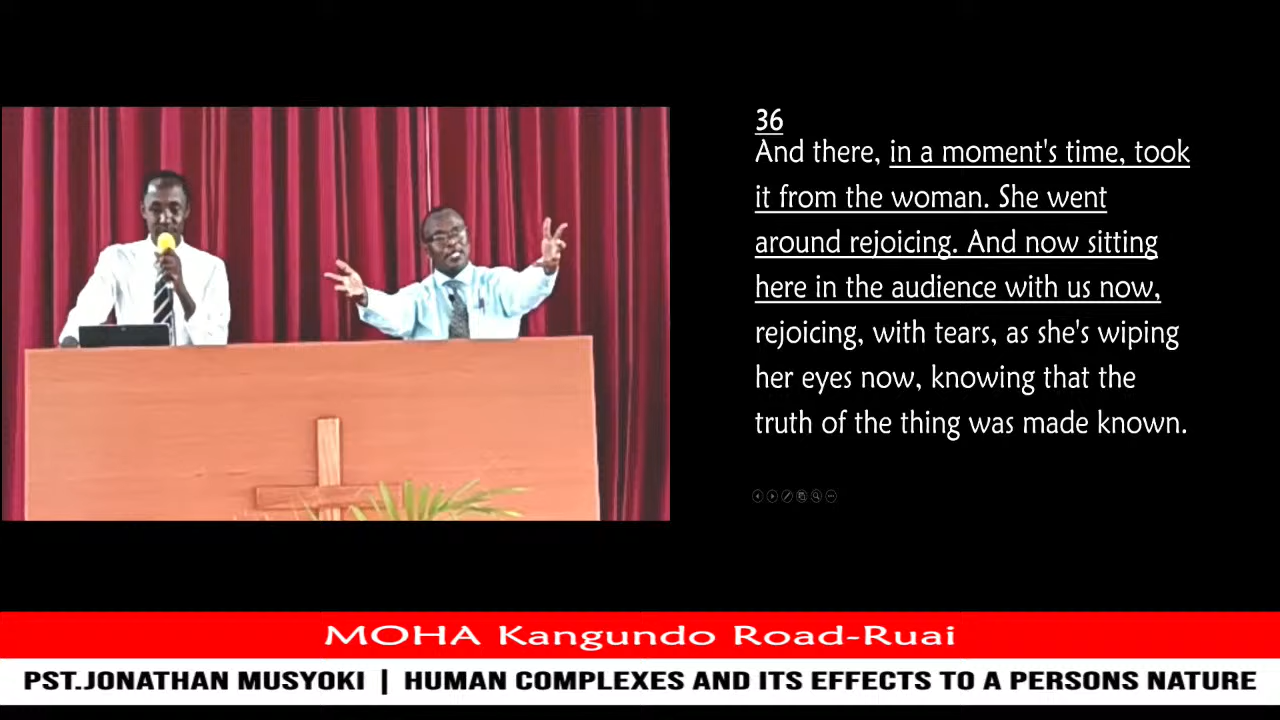 36
And there, in a moment's time, took
it from the woman. She went
around rejoicing. And now sitting
here in the audience with us now,
rejoicing, with tears, as she's wiping
her eyes now, knowing that the
truth of the thing was made known.
MOHA Kangundo Road-Ruai
PST.JONATHAN MUSYOKI | HUMAN COMPLEXES AND ITS EFFECTS TO A PERSONS NATURE